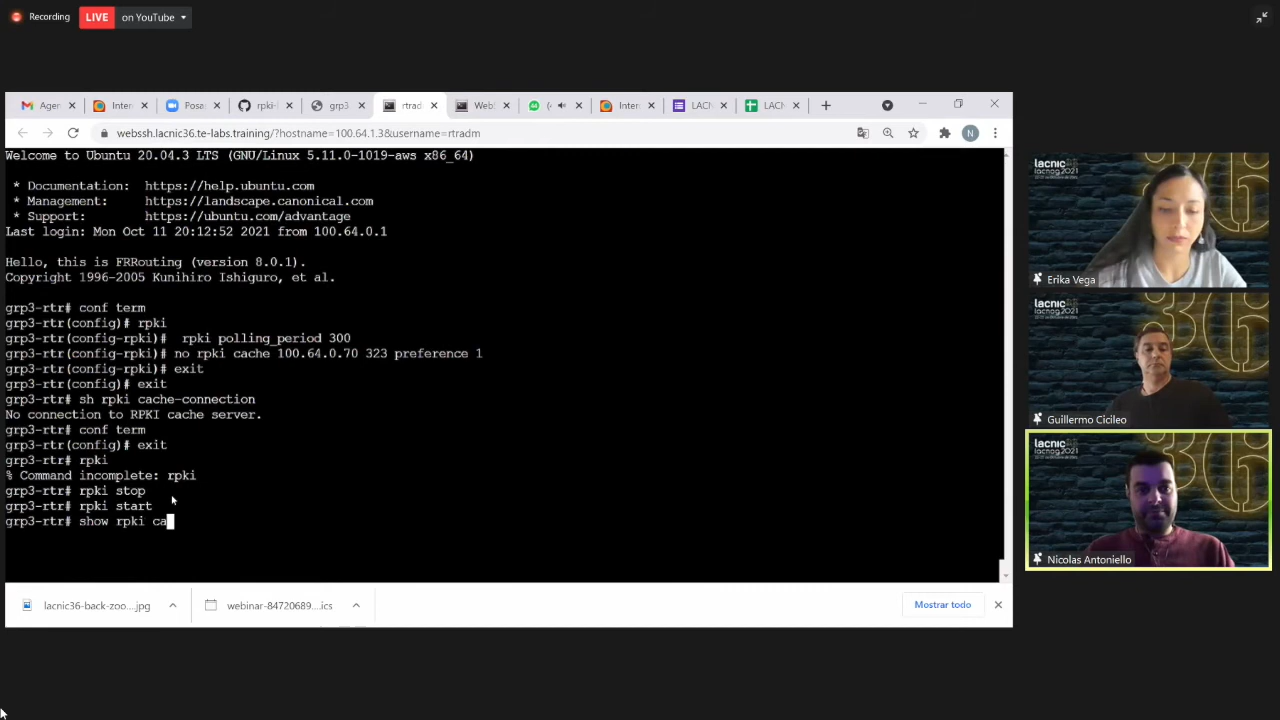 Recording
LIVE
on YouTube
Agen
Inter
Posa
rpki-l
grp3
rtrad
Web
Inter
LACN
LACN
webssh.lacnic36.te-labs.training/?hostname=100.64.1.3&username=rtradm
N
Welcome to Ubuntu 20.04.3 LTS (GNU/Linux 5.11.0-1019-aws x86_64)
* Documentation: https://help.ubuntu.com
* Management: https://landscape.canonical.com
* Support: https://ubuntu.com/advantage
Last login: Mon Oct 11 20:12:52 2021 from 100.64.0.1
Hello, this is FRRouting (version 8.0.1).
Copyright 1996-2005 Kunihiro Ishiguro, et al.
grp3-rtr# conf term
grp3-rtr(config)# rpki
grp3-rtr(config-rpki)# rpki polling_period 300
grp3-rtr(config-rpki)# no rpki cache 100.64.0.70 323 preference 1
grp3-rtr(config-rpki)# exit
grp3-rtr(config)# exit
grp3-rtr# sh rpki cache-connection
No connection to RPKI cache server.
grp3-rtr# conf term
grp3-rtr(config)# exit
grp3-rtr# rpki
% Command incomplete: rpki
grp3-rtr# rpki stop
grp3-rtr# rpki start
grp3-rtr# show rpki ca
lacnic36-back-zoo....jpg
webinar-84720689....ics
Mostrar todo
lacnic
lacnog 2021
Erika Vega
lacnic
lacnog 2021
Guillermo Cicileo
lacnic
lacnog 2021
Nicolas Antoniello